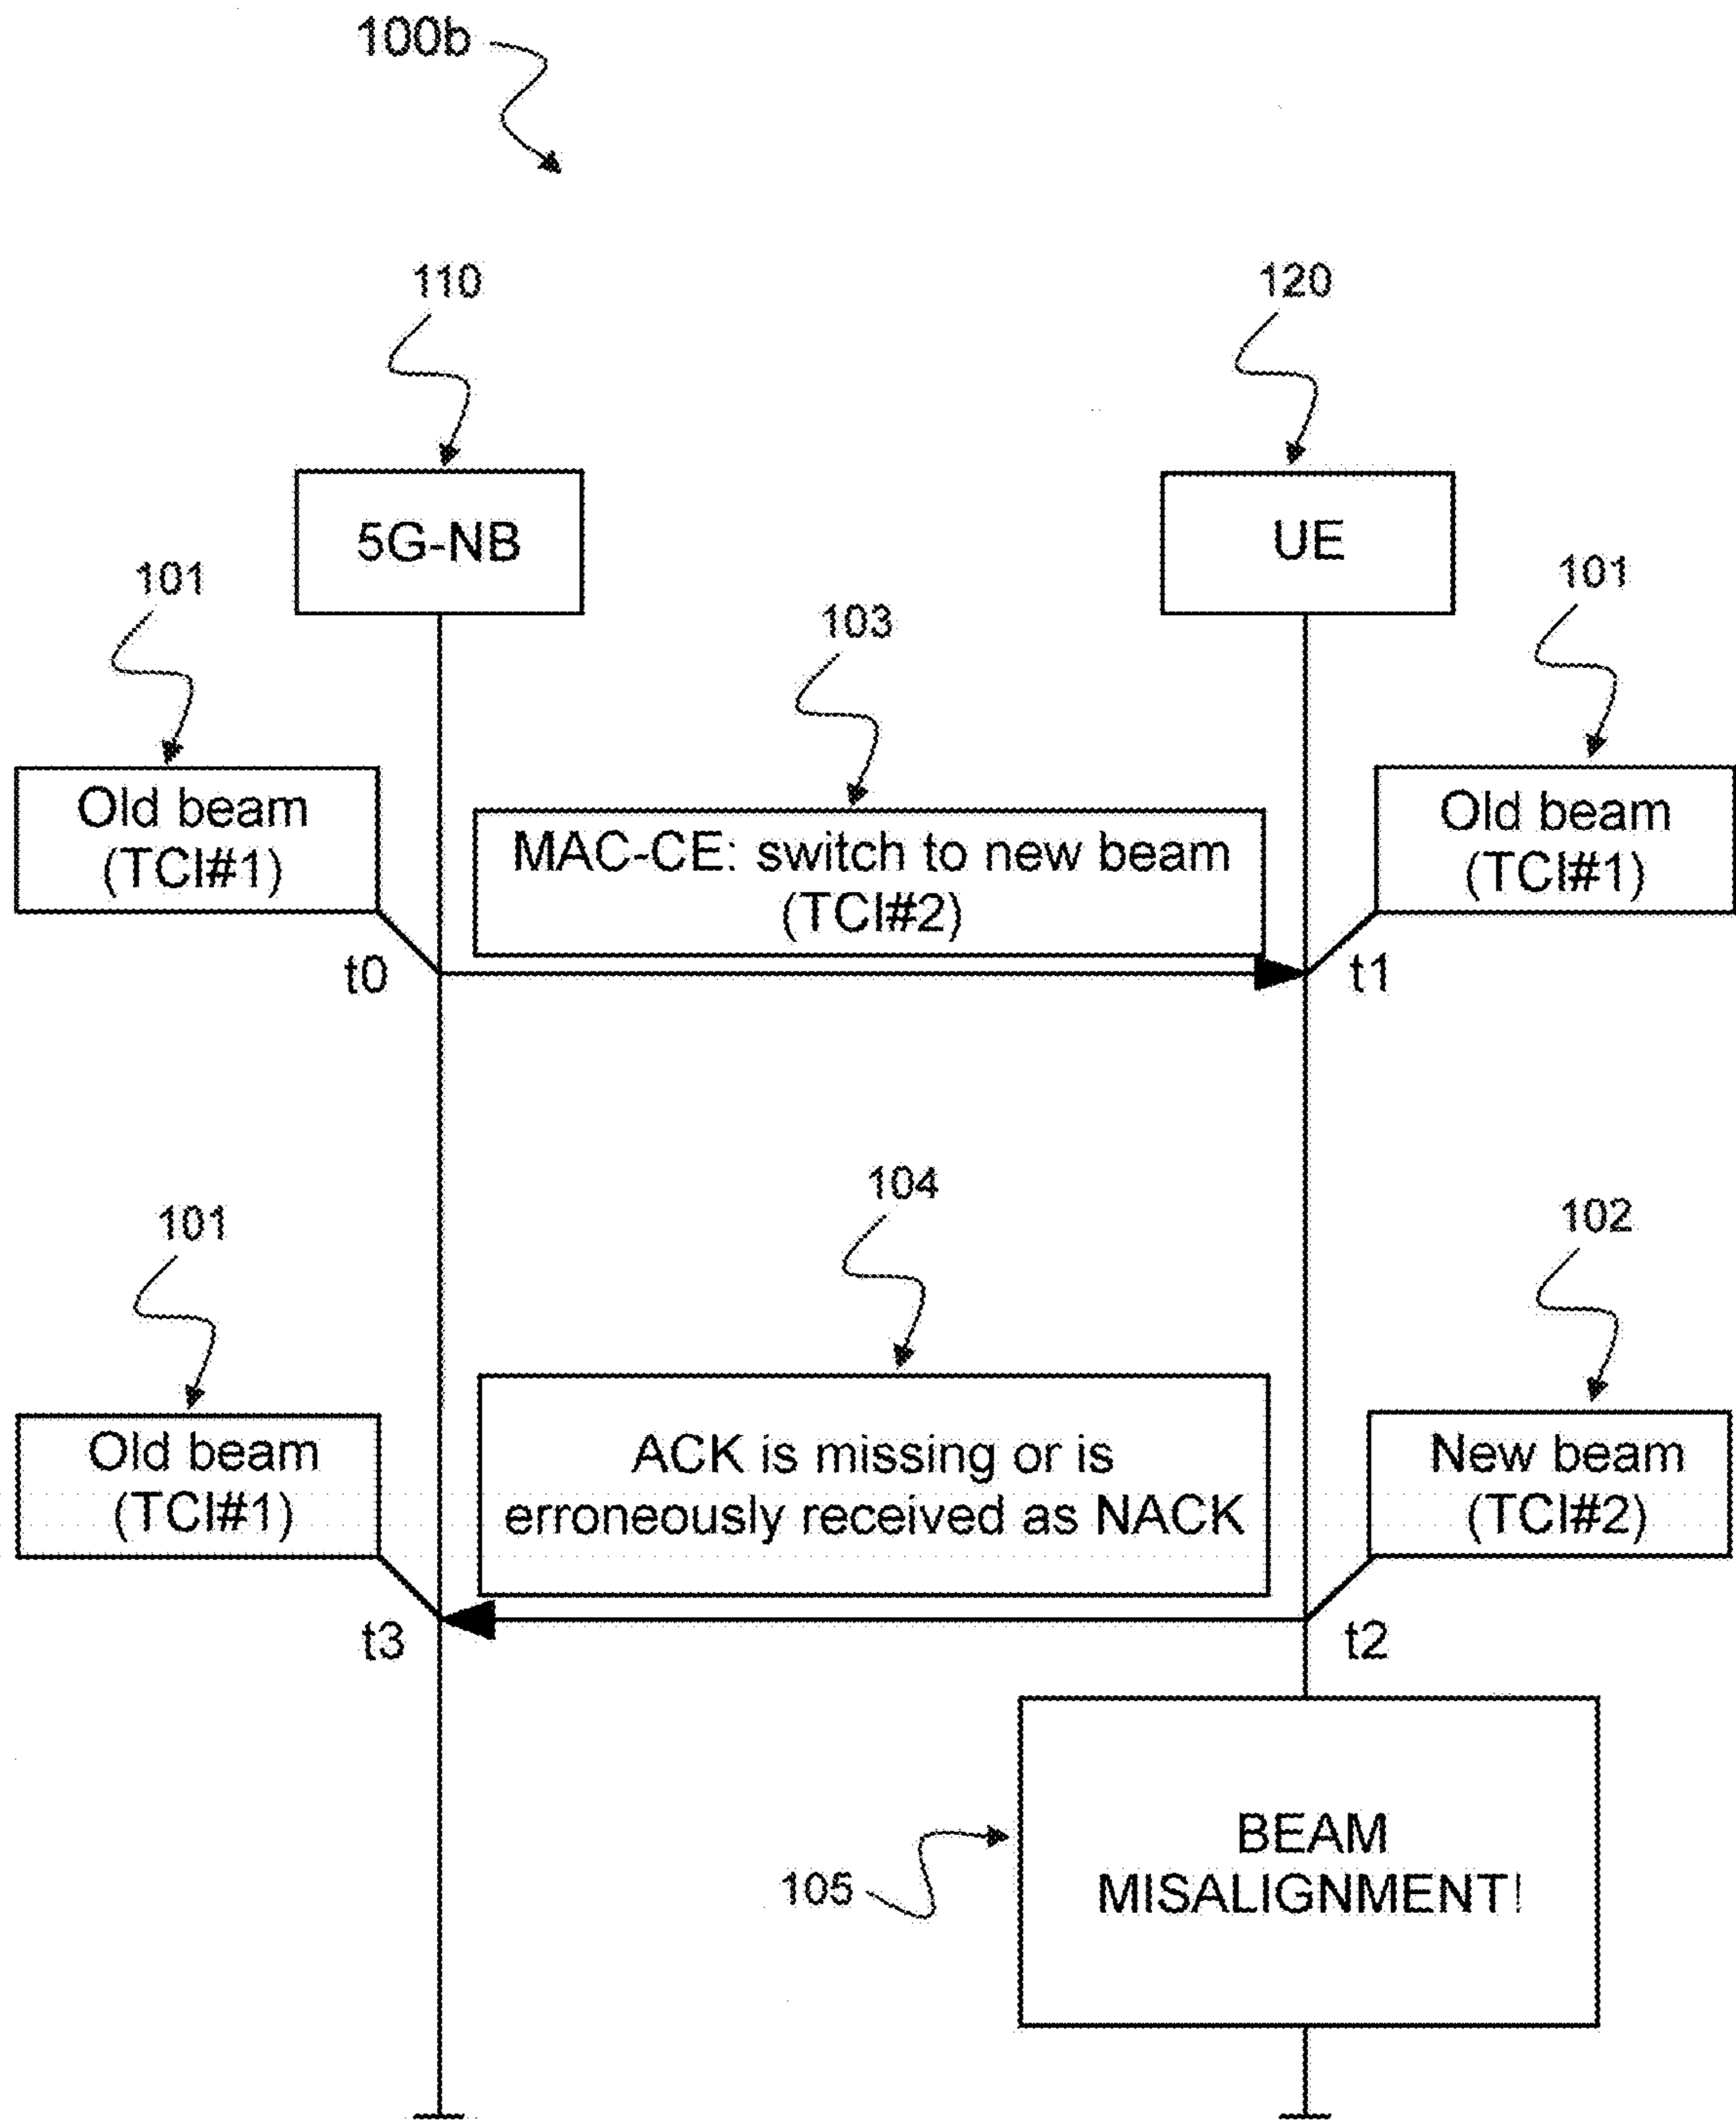 100b
110
120
5G-NB
UE
101
103
101
Old beam
(TCI#1)
MAC-CE: switch to new beam
(TCI#2)
Old beam
(TCI#1)
t0
t1
101
104
102
Old beam
(TCI#1)
ACK is missing or is
erroneously received as NACK
New beam
(TCI#2)
t3
t2
105
BEAM
MISALIGNMENT!